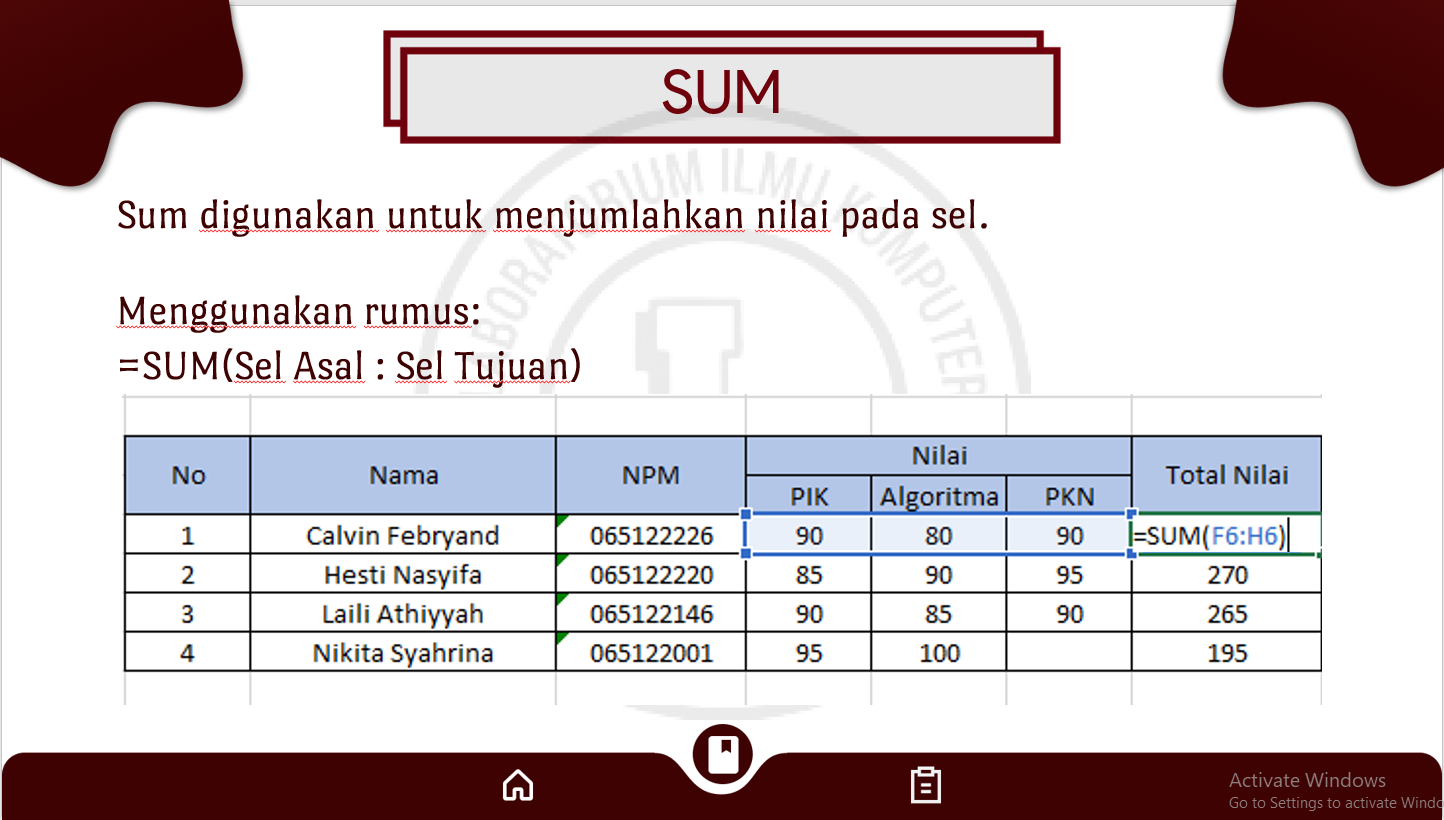 SUM
LABORATORIUM ILMU KOMPUTER
Sum digunakan untuk menjumlahkan nilai pada sel.
Menggunakan rumus:
=SUM(Sel Asal : Sel Tujuan)
No Nama NPM Nilai Total Nilai
PIK Algoritma PKN
1 Calvin Febryand 065122226 90 80 90 =SUM(F6:H6)
2 Hesti Nasyifa 065122220 85 90 95 270
3 Laili Athiyyah 065122146 90 85 90 265
4 Nikita Syahrina 065122001 95 100 195
Activate Windows
Go to Settings to activate Windo